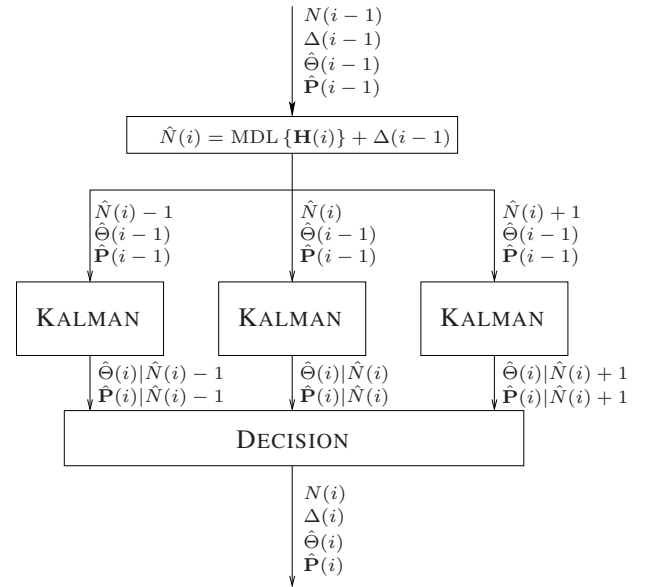 N(i − 1)
Δ(i − 1)
Θ̂(i − 1)
P̂(i − 1)
N̂(i) = MDL {H(i)} + Δ(i − 1)
N̂(i) − 1
Θ̂(i − 1)
P̂(i − 1)
N̂(i)
Θ̂(i − 1)
P̂(i − 1)
N̂(i) + 1
Θ̂(i − 1)
P̂(i − 1)
KALMAN
KALMAN
KALMAN
Θ̂(i)|N̂(i) − 1
P̂(i)|N̂(i) − 1
Θ̂(i)|N̂(i)
P̂(i)|N̂(i)
Θ̂(i)|N̂(i) + 1
P̂(i)|N̂(i) + 1
DECISION
N(i)
Δ(i)
Θ̂(i)
P̂(i)